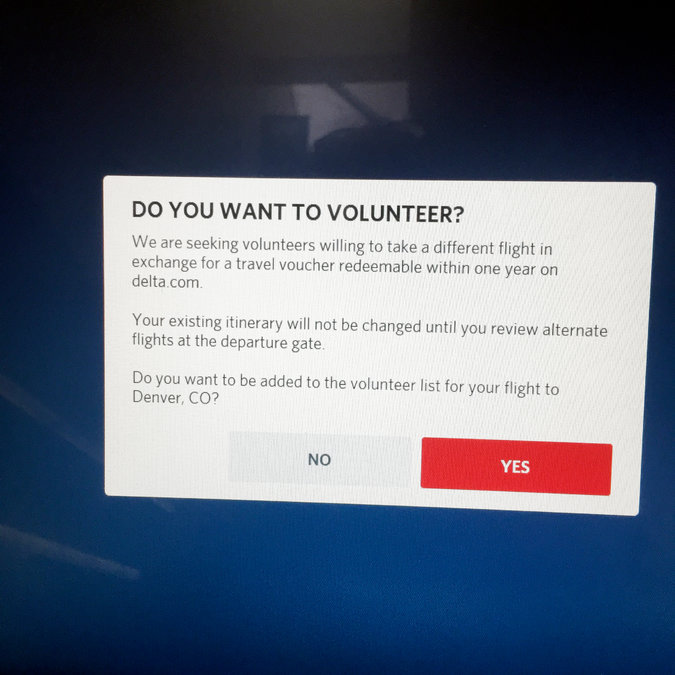 DO YOU WANT TO VOLUNTEER?
We are seeking volunteers willing to take a different flight in
exchange for a travel voucher redeemable within one year on
delta.com.
Your existing itinerary will not be changed until you review alternate
flights at the departure gate.
Do you want to be added to the volunteer list for your flight to
Denver, CO?
NO
YES